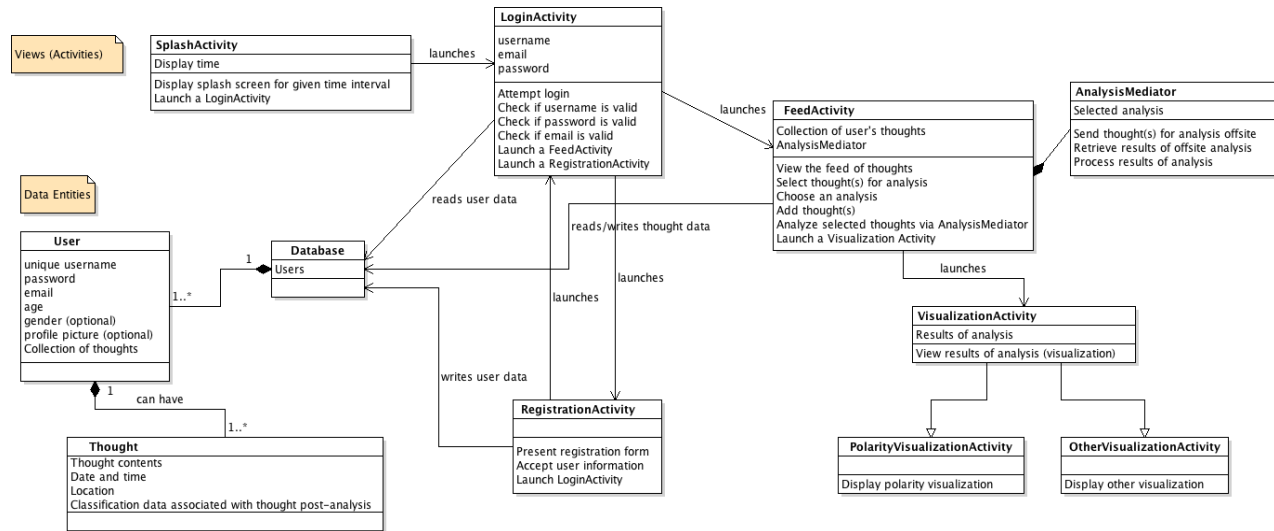 Views (Activities)
SplashActivity
Display time
Display splash screen for given time interval
Launch a LoginActivity
launches
LoginActivity
username
email
password
Attempt login
Check if username is valid
Check if password is valid
Check if email is valid
Launch a FeedActivity
Launch a RegistrationActivity
launches
FeedActivity
Collection of user's thoughts
AnalysisMediator
View the feed of thoughts
Select thought(s) for analysis
Choose an analysis
Add thought(s)
Analyze selected thoughts via AnalysisMediator
Launch a Visualization Activity
AnalysisMediator
Selected analysis
Send thought(s) for analysis offsite
Retrieve results of offsite analysis
Process results of analysis
Data Entities
reads user data
reads/writes thought data
User
unique username
password
email
age
gender (optional)
profile picture (optional)
Collection of thoughts
1
1..*
Database
Users
launches
launches
launches
VisualizationActivity
Results of analysis
View results of analysis (visualization)
writes user data
1
can have
1..*
Thought
Thought contents
Date and time
Location
Classification data associated with thought post-analysis
RegistrationActivity
Present registration form
Accept user information
Launch LoginActivity
PolarityVisualizationActivity
Display polarity visualization
OtherVisualizationActivity
Display other visualization